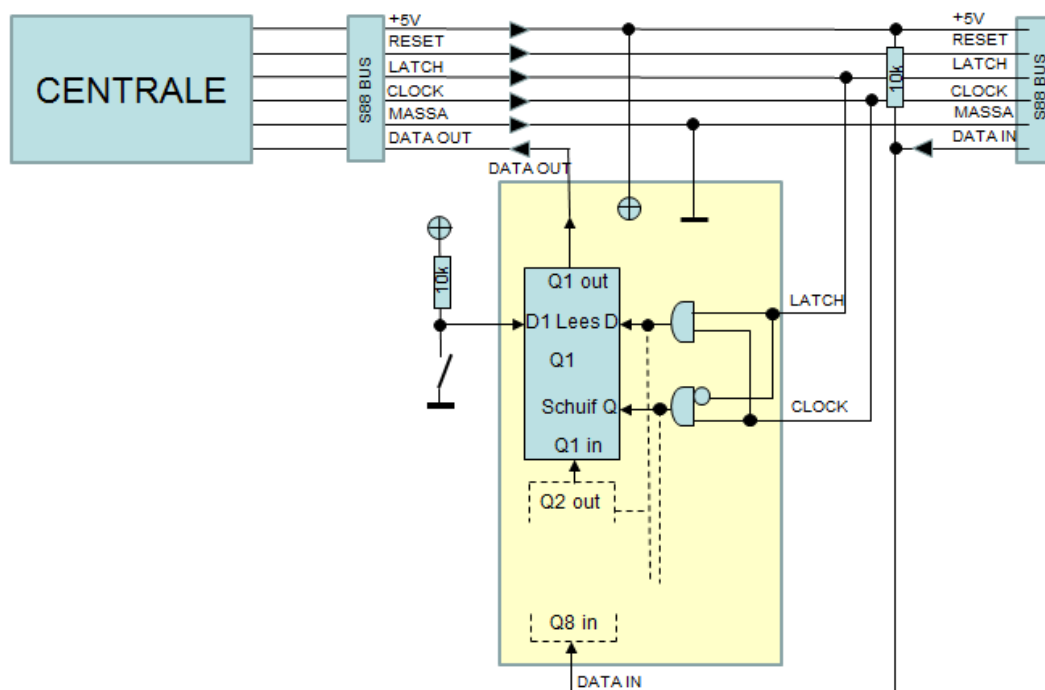 CENTRALE
S88 BUS
+5V
RESET
LATCH
CLOCK
MASSA
DATA OUT
+5V
RESET
LATCH
CLOCK
MASSA
DATA IN
S88 BUS
10k
DATA OUT
10k
Q1 out
D1 Lees D
Q1
Schuif Q
Q1 in
LATCH
CLOCK
Q2 out
Q8 in
DATA IN